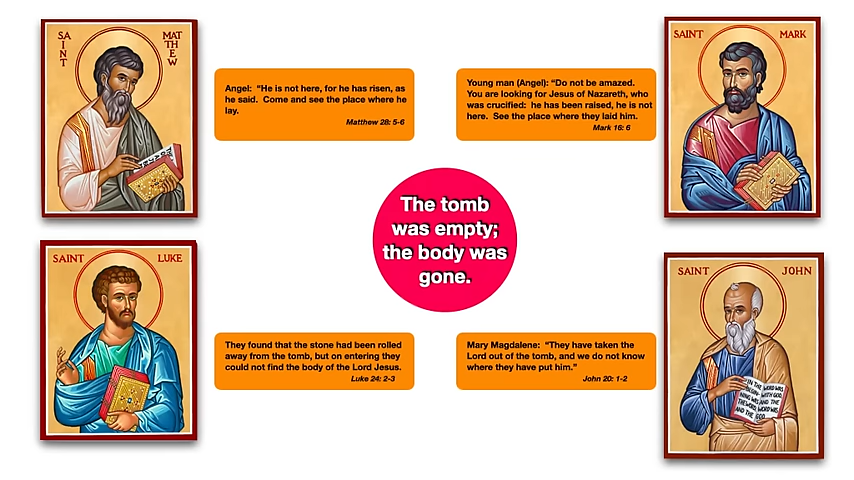 SA
I
N
T
MAT
TH
E
W
Angel: "He is not here, for he has risen, as
he said. Come and see the place where he
lay.
Matthew 28: 5-6
Young man (Angel): “Do not be amazed.
You are looking for Jesus of Nazareth, who
was crucified: he has been raised, he is not
here. See the place where they laid him.
Mark 16: 6
SAINT MARK
The tomb
was empty;
the body was
gone.
SAINT LUKE
They found that the stone had been rolled
away from the tomb, but on entering they
could not find the body of the Lord Jesus.
Luke 24: 2-3
Mary Magdalene: “They have taken the
Lord out of the tomb, and we do not know
where they have put him.”
John 20: 1-2
SAINT JOHN
IN THE WORD WAS
WITH GOD
AND THE
WORD WAS
AND THE GOD